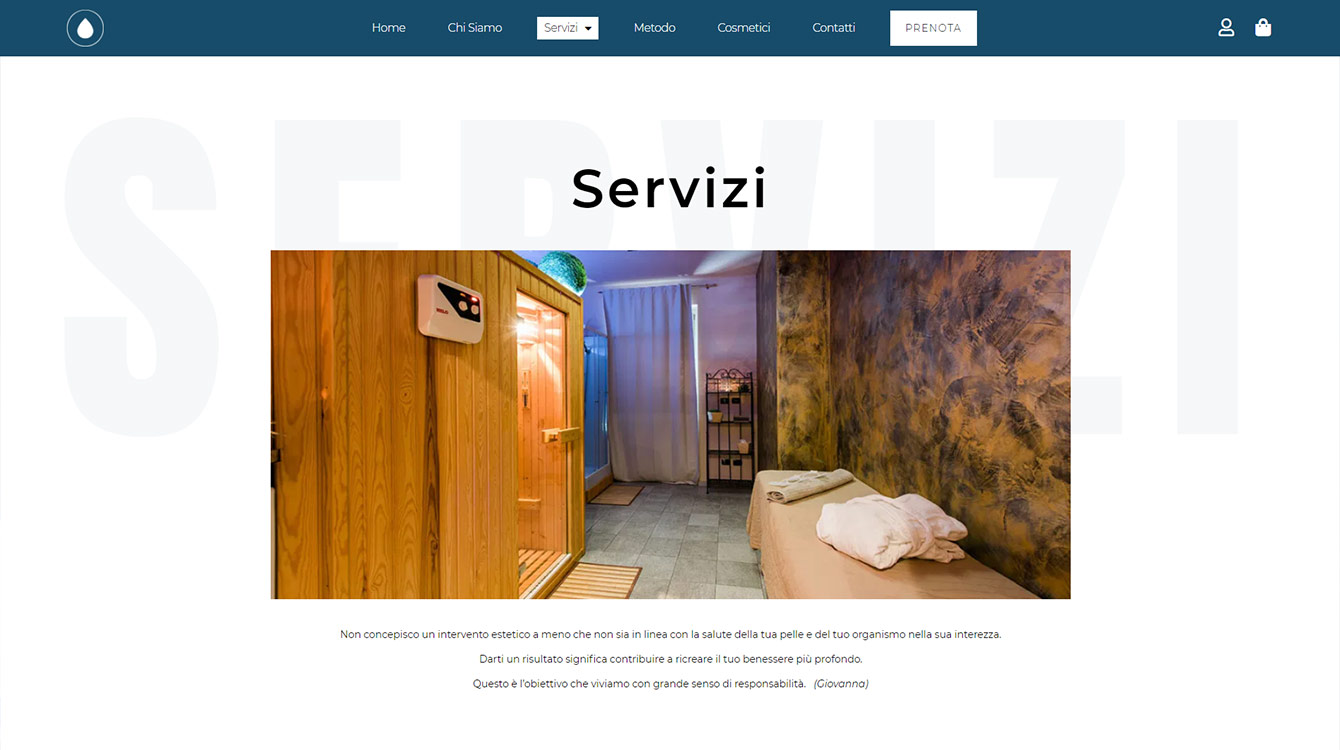 Home
Chi Siamo
Servizi
Metodo
Cosmetici
Contatti
PRENOTA
SERVIZI
Servizi
Non concepisco un intervento estetico a meno che non sia in linea con la salute della tua pelle e del tuo organismo nella sua interezza.
Darti un risultato significa contribuire a ricreare il tuo benessere più profondo.
Questo è l'obiettivo che viviamo con grande senso di responsabilità. (Giovanna)